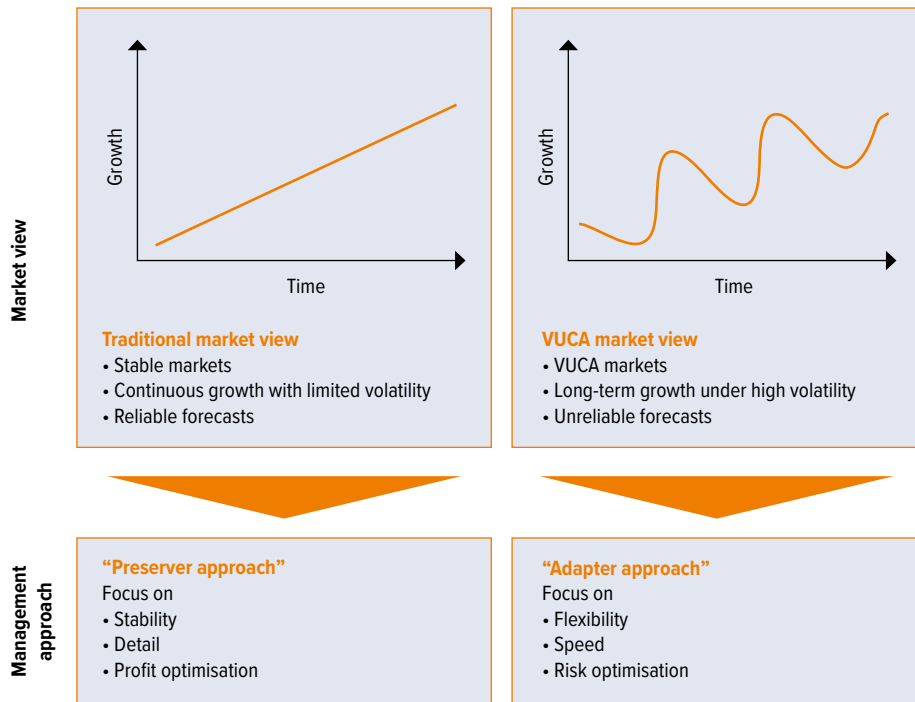 Market view
Growth
Time
Traditional market view
• Stable markets
• Continuous growth with limited volatility
• Reliable forecasts
Growth
Time
VUCA market view
• VUCA markets
• Long-term growth under high volatility
• Unreliable forecasts
Management
approach
“Preserver approach”
Focus on
• Stability
• Detail
• Profit optimisation
“Adapter approach”
Focus on
• Flexibility
• Speed
• Risk optimisation